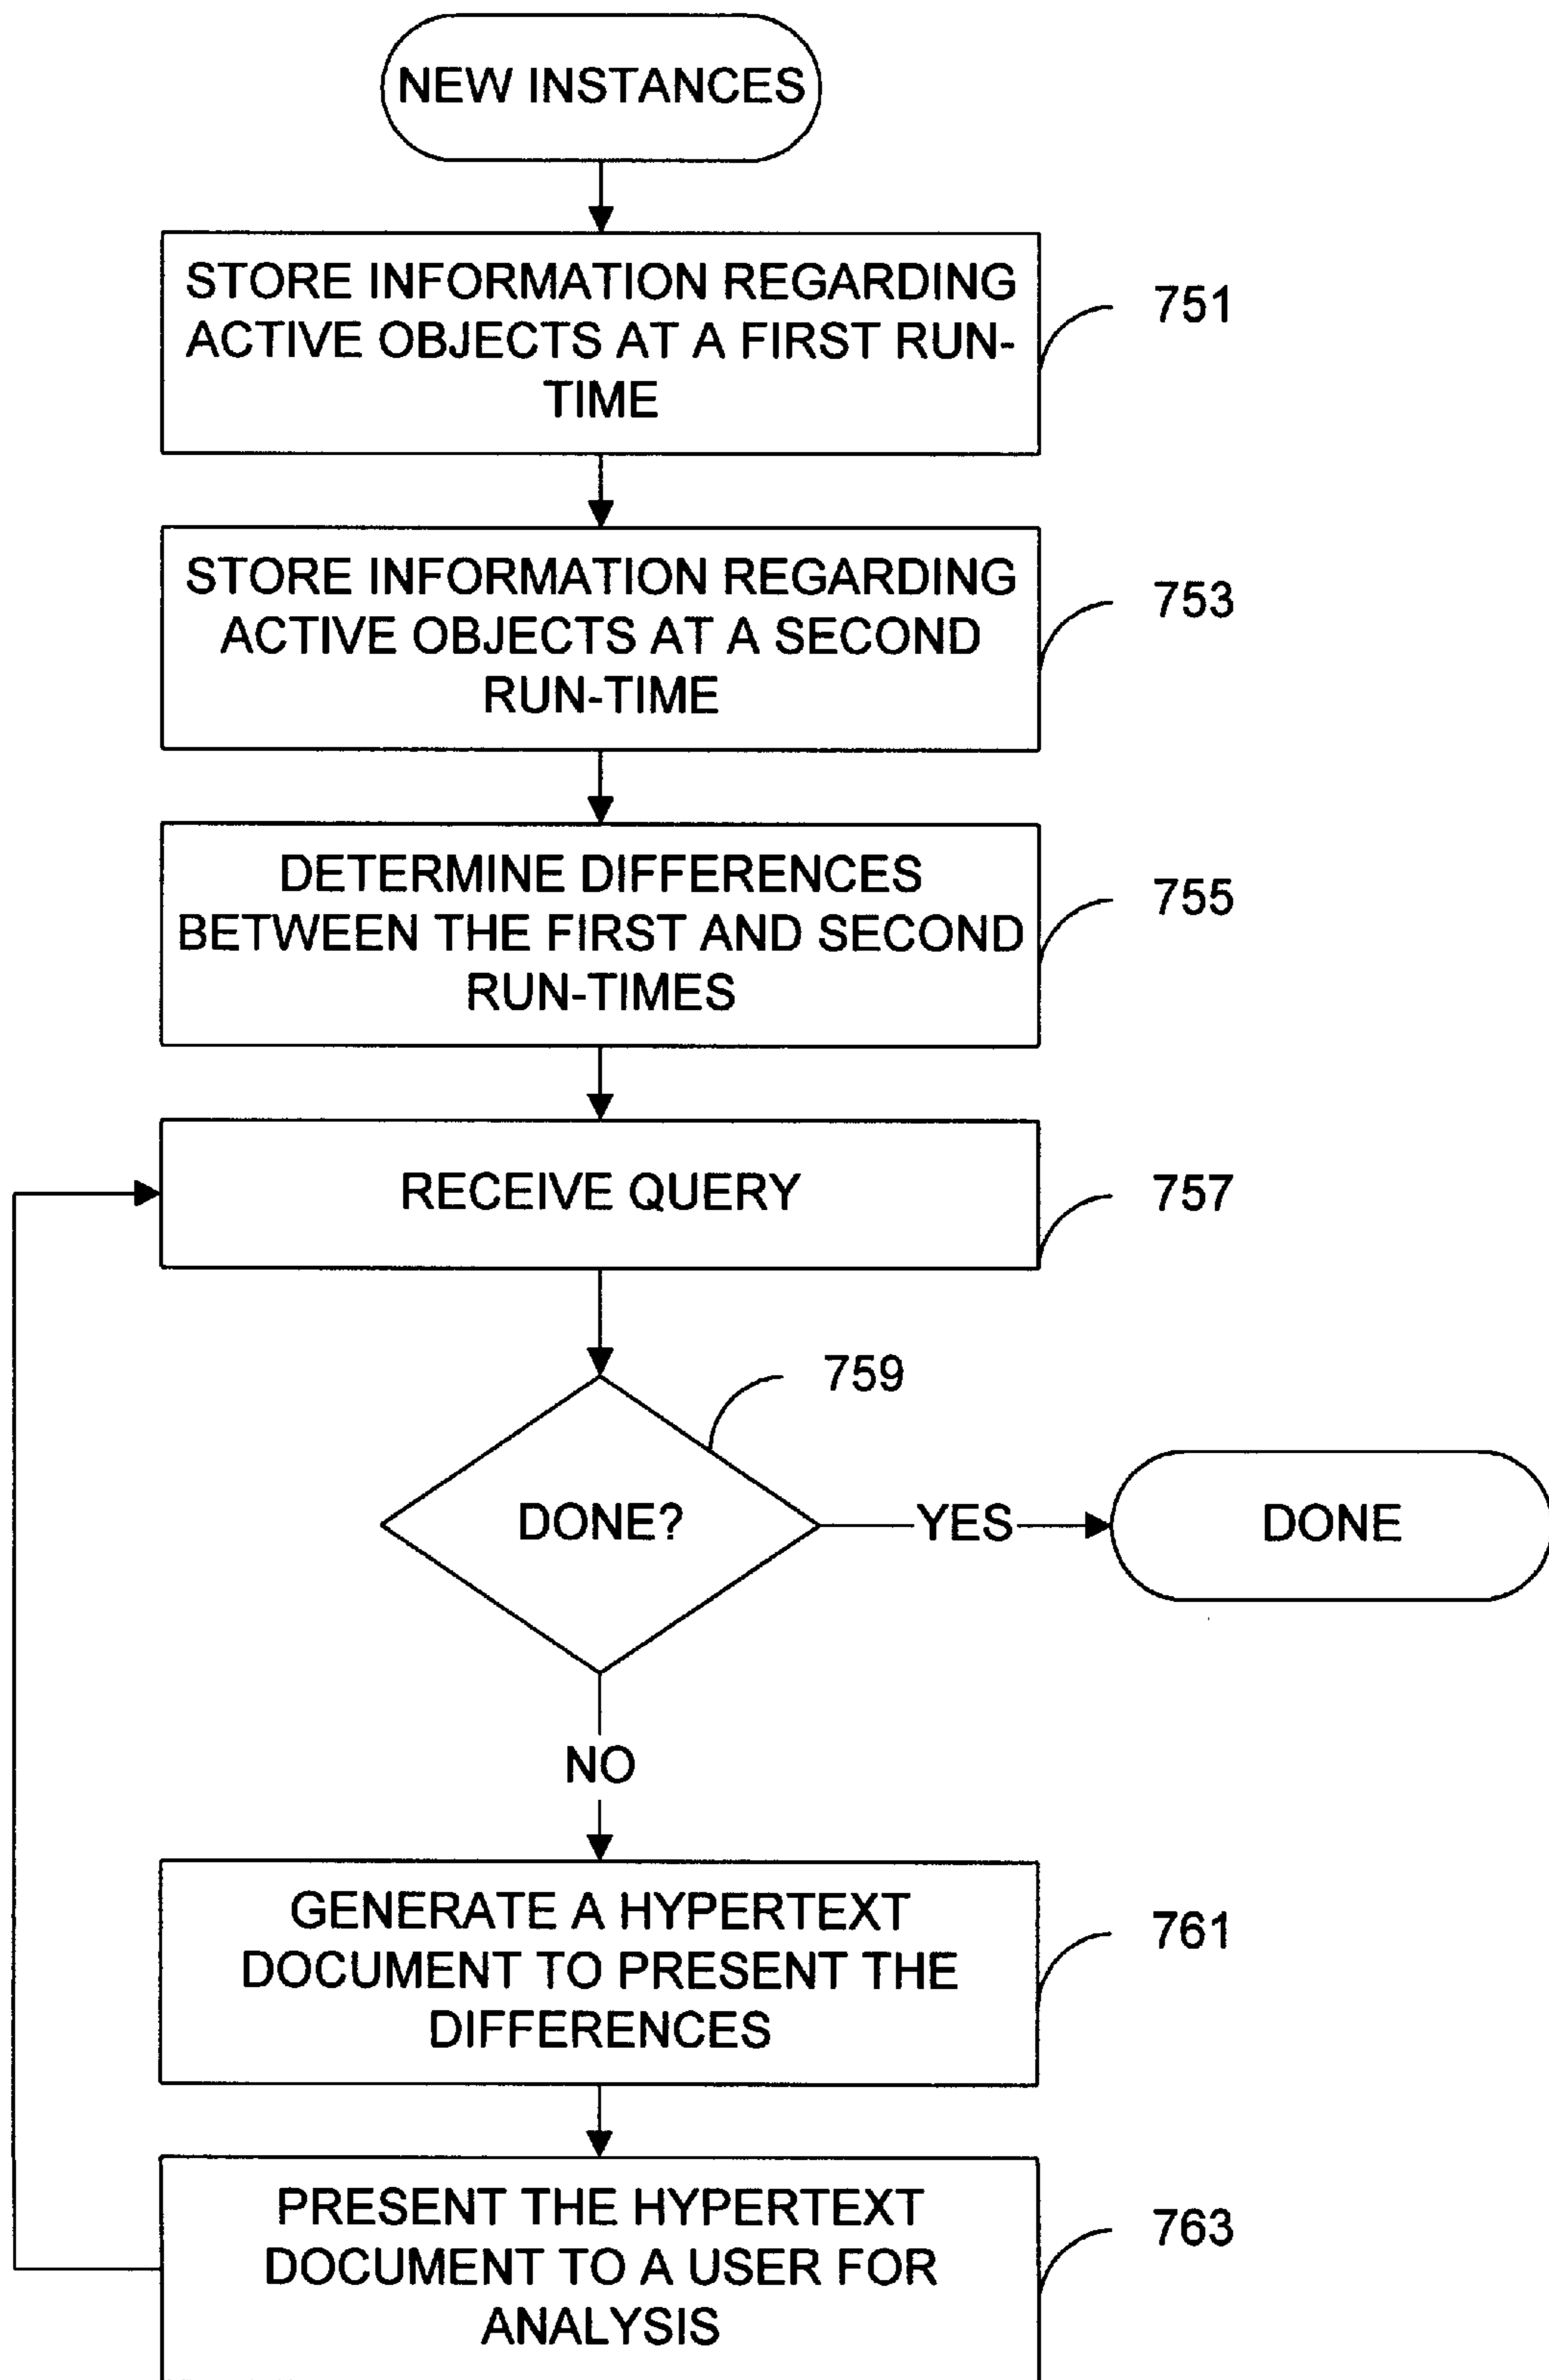 NEW INSTANCES
STORE INFORMATION REGARDING
ACTIVE OBJECTS AT A FIRST RUN-
TIME
751
STORE INFORMATION REGARDING
ACTIVE OBJECTS AT A SECOND
RUN-TIME
753
DETERMINE DIFFERENCES
BETWEEN THE FIRST AND SECOND
RUN-TIMES
755
RECEIVE QUERY
757
759
DONE?
YES
DONE
NO
GENERATE A HYPERTEXT
DOCUMENT TO PRESENT THE
DIFFERENCES
761
PRESENT THE HYPERTEXT
DOCUMENT TO A USER FOR
ANALYSIS
763